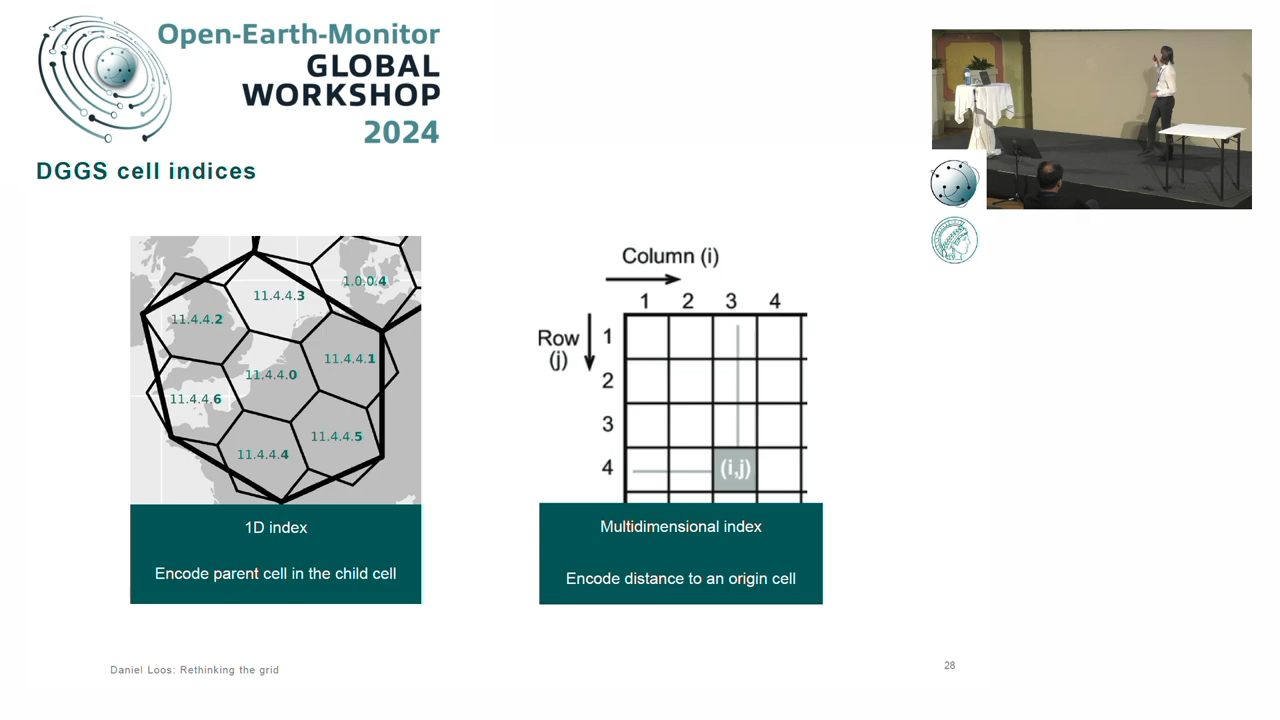 Open-Earth-Monitor
GLOBAL
WORKSHOP
2024
DGGS cell indices
1.0.0.4
11.4.4.3
11.4.4.2
11.4.4.1
11.4.4.0
11.4.4.6
11.4.4.5
11.4.4.4
1D index
Encode parent cell in the child cell
Column (i)
1 2 3 4
Row
(j)
1
2
3
4
(i,j)
Multidimensional index
Encode distance to an origin cell
Daniel Loos: Rethinking the grid
28